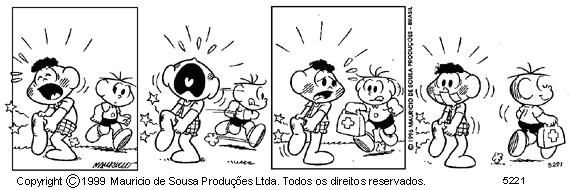 MAURICIO
© 1996 MAURICIO DE SOUSA PRODUÇÕES - BRASIL
5221
Copyright © 1999 Mauricio de Sousa Produções Ltda. Todos os direitos reservados.
5221